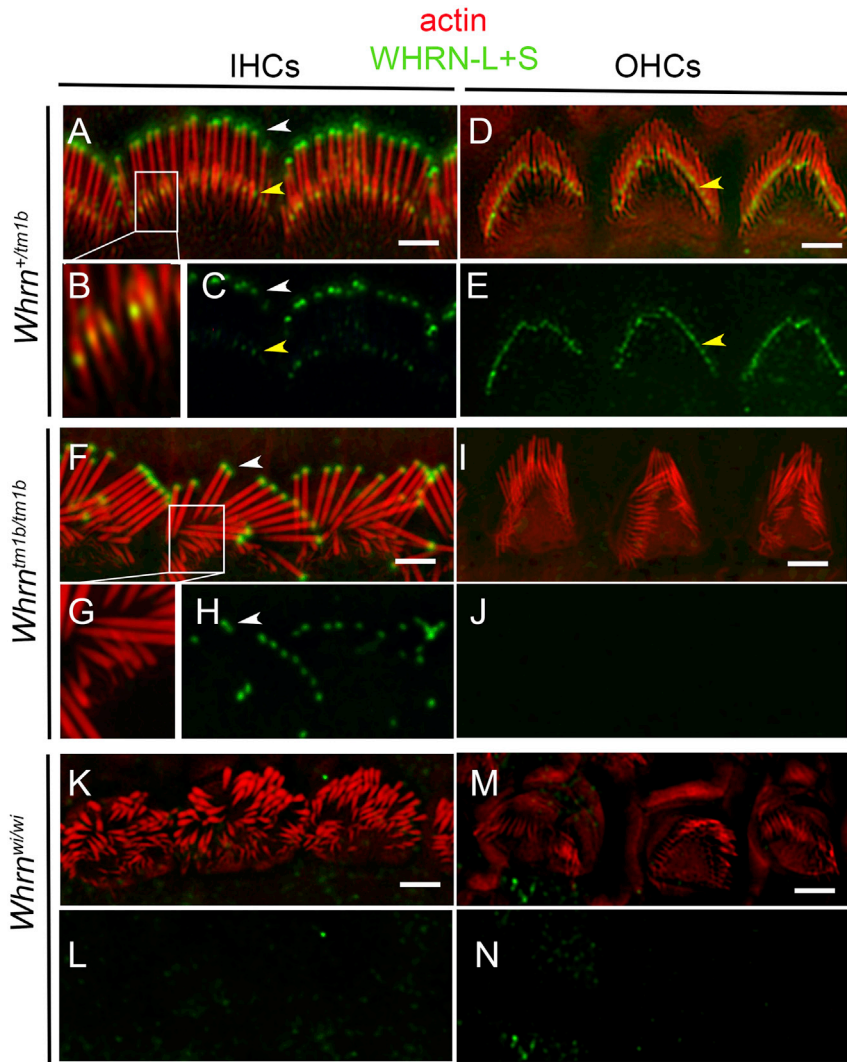 actin
WHRN-L+S
IHCs
OHCs
Whrn+/tm1b
A
D
B
C
E
Whrntm1b/tm1b
F
I
G
H
J
Whrnwi/wi
K
M
L
N